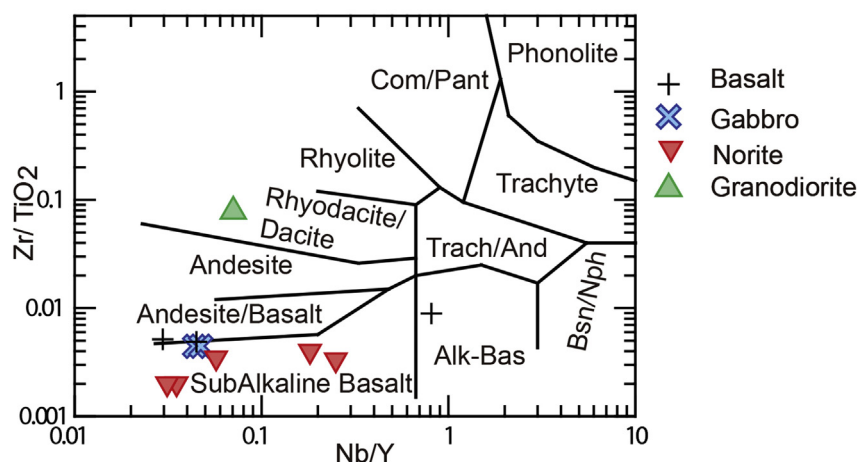 Phonolite
Com/Pant
1
Rhyolite
Trachyte
Zr/ TiO2
0.1
Rhyodacite/
Dacite
Trach/And
Andesite
Bsn/Nph
0.01
Andesite/Basalt
Alk-Bas
SubAlkaline Basalt
0.001
0.01
0.1
1
10
Nb/Y
Basalt
Gabbro
Norite
Granodiorite